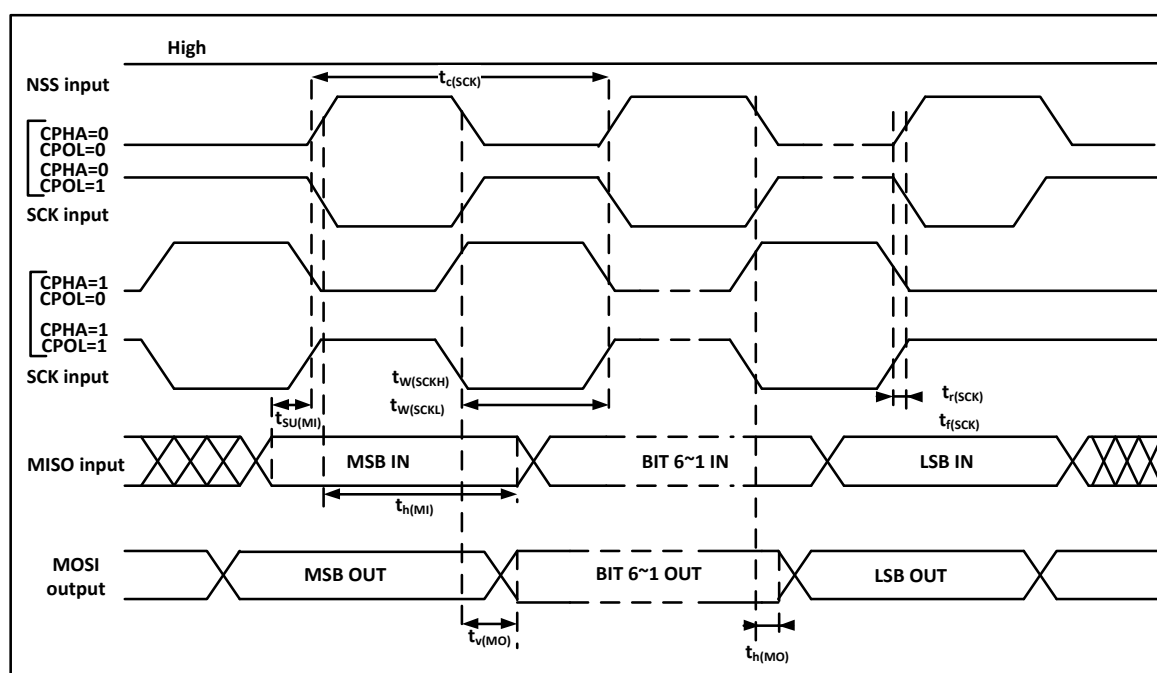 High
NSS input
tc(SCK)
CPHA=0
CPOL=0
CPHA=0
CPOL=1
SCK input
CPHA=1
CPOL=0
CPHA=1
CPOL=1
SCK input
tW(SCKH)
tW(SCKL)
tr(SCK)
tf(SCK)
tSU(MI)
MISO input
MSB IN
BIT 6~1 IN
LSB IN
th(MI)
MOSI
output
MSB OUT
BIT 6~1 OUT
LSB OUT
tv(MO)
th(MO)